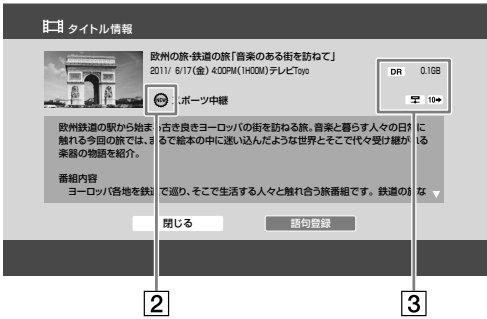 タイトル情報
欧州の旅・鉄道の旅「音楽のある街を訪ねて」
2011/ 6/17(金) 4:00PM(1H00M)テレビToyo
DR 0.1GB
NEW スポーツ中継
10
欧州鉄道の駅から始まる古き良きヨーロッパの街を訪ねる旅。音楽と暮らす人々の日常に
触れる今回の旅では、まるで絵本の中に迷い込んだような世界とそこで代々受け継がれる
楽器の物語を紹介。
番組内容
ヨーロッパ各地を鉄道で巡り、そこで生活する人々と触れ合う旅番組です。鉄道の旅な
閉じる 語句登録
2 3